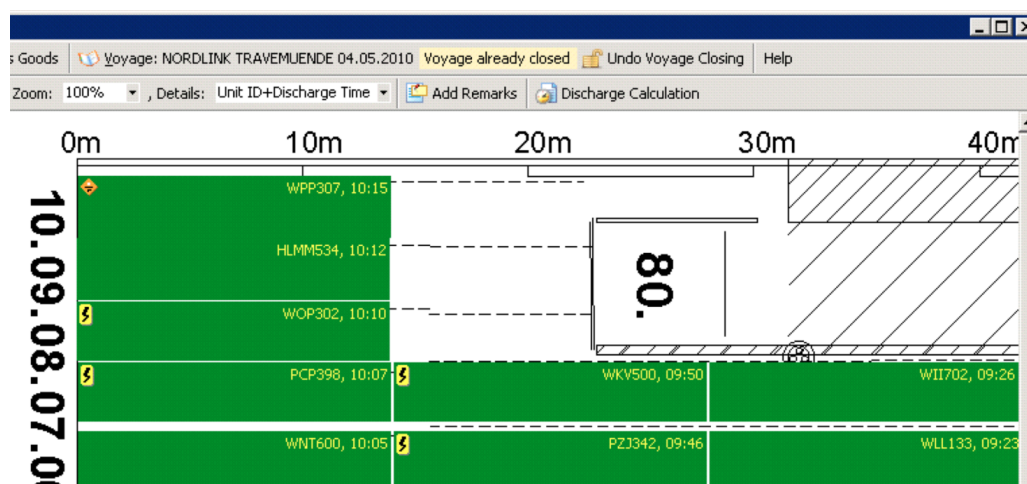 s Goods Voyage: NORDLINK TRAVEMUENDE 04.05.2010 Voyage already closed Undo Voyage Closing Help
Zoom: 100% , Details: Unit ID+Discharge Time Add Remarks Discharge Calculation
0m 10m 20m 30m 40m
10.09.08.07.0
WPP307, 10:15
HLMM534, 10:12
80.
WOP302, 10:10
PCP398, 10:07 WKV500, 09:50 WII702, 09:26
WNT600, 10:05 PZJ342, 09:46 WLL133, 09:23